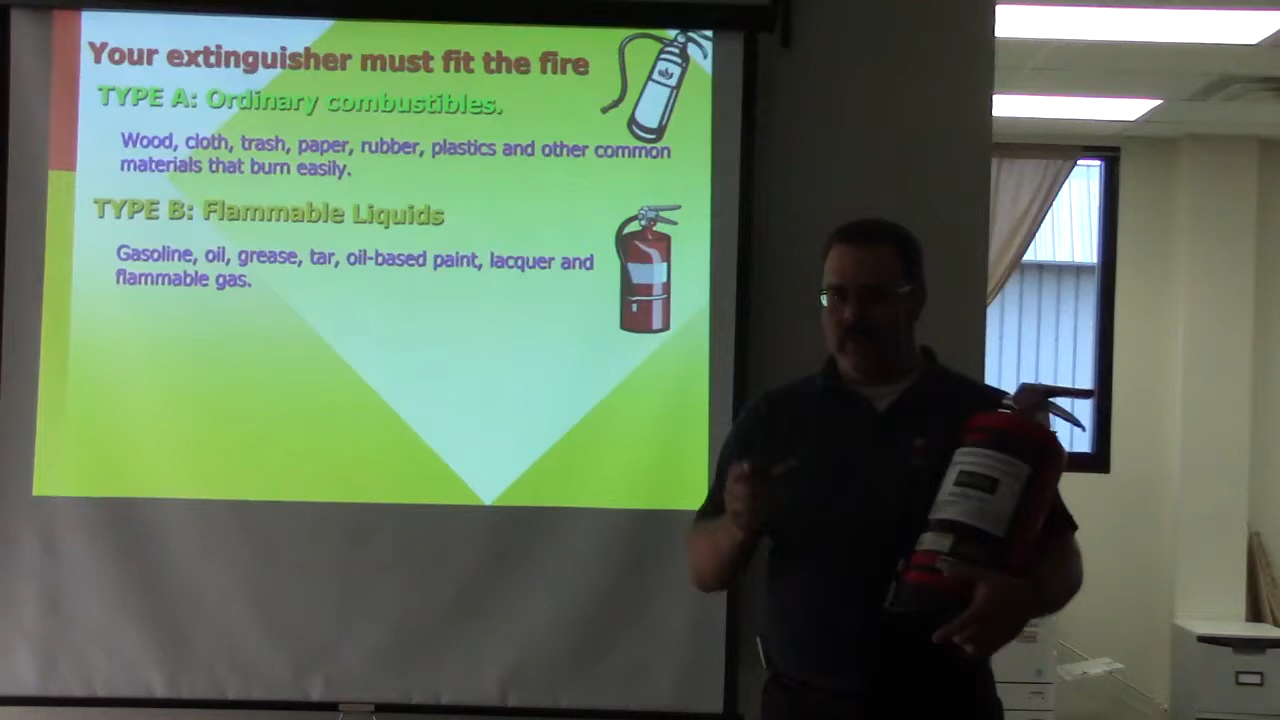 Your extinguisher must fit the fire
TYPE A: Ordinary combustibles.
Wood, cloth, trash, paper, rubber, plastics and other common
materials that burn easily.
TYPE B: Flammable Liquids
Gasoline, oil, grease, tar, oil-based paint, lacquer and
flammable gas.